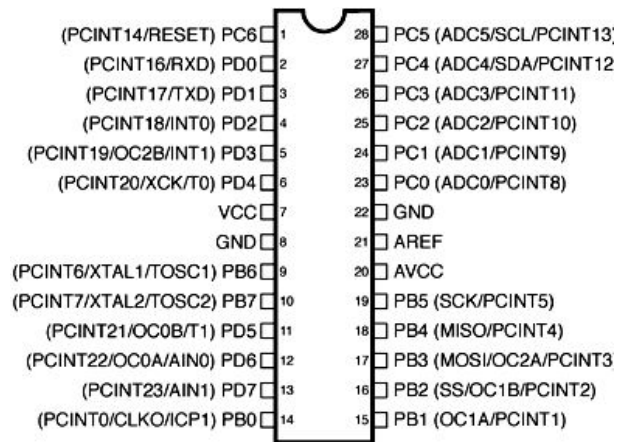 (PCINT14/RESET) PC6 1 28 PC5 (ADC5/SCL/PCINT13)
(PCINT16/RXD) PD0 2 27 PC4 (ADC4/SDA/PCINT12
(PCINT17/TXD) PD1 3 26 PC3 (ADC3/PCINT11)
(PCINT18/INT0) PD2 4 25 PC2 (ADC2/PCINT10)
(PCINT19/OC2B/INT1) PD3 5 24 PC1 (ADC1/PCINT9)
(PCINT20/XCK/T0) PD4 6 23 PC0 (ADC0/PCINT8)
VCC 7 22 GND
GND 8 21 AREF
(PCINT6/XTAL1/TOSC1) PB6 9 20 AVCC
(PCINT7/XTAL2/TOSC2) PB7 10 19 PB5 (SCK/PCINT5)
(PCINT21/OC0B/T1) PD5 11 18 PB4 (MISO/PCINT4)
(PCINT22/OC0A/AIN0) PD6 12 17 PB3 (MOSI/OC2A/PCINT3)
(PCINT23/AIN1) PD7 13 16 PB2 (SS/OC1B/PCINT2)
(PCINT0/CLKO/ICP1) PB0 14 15 PB1 (OC1A/PCINT1)